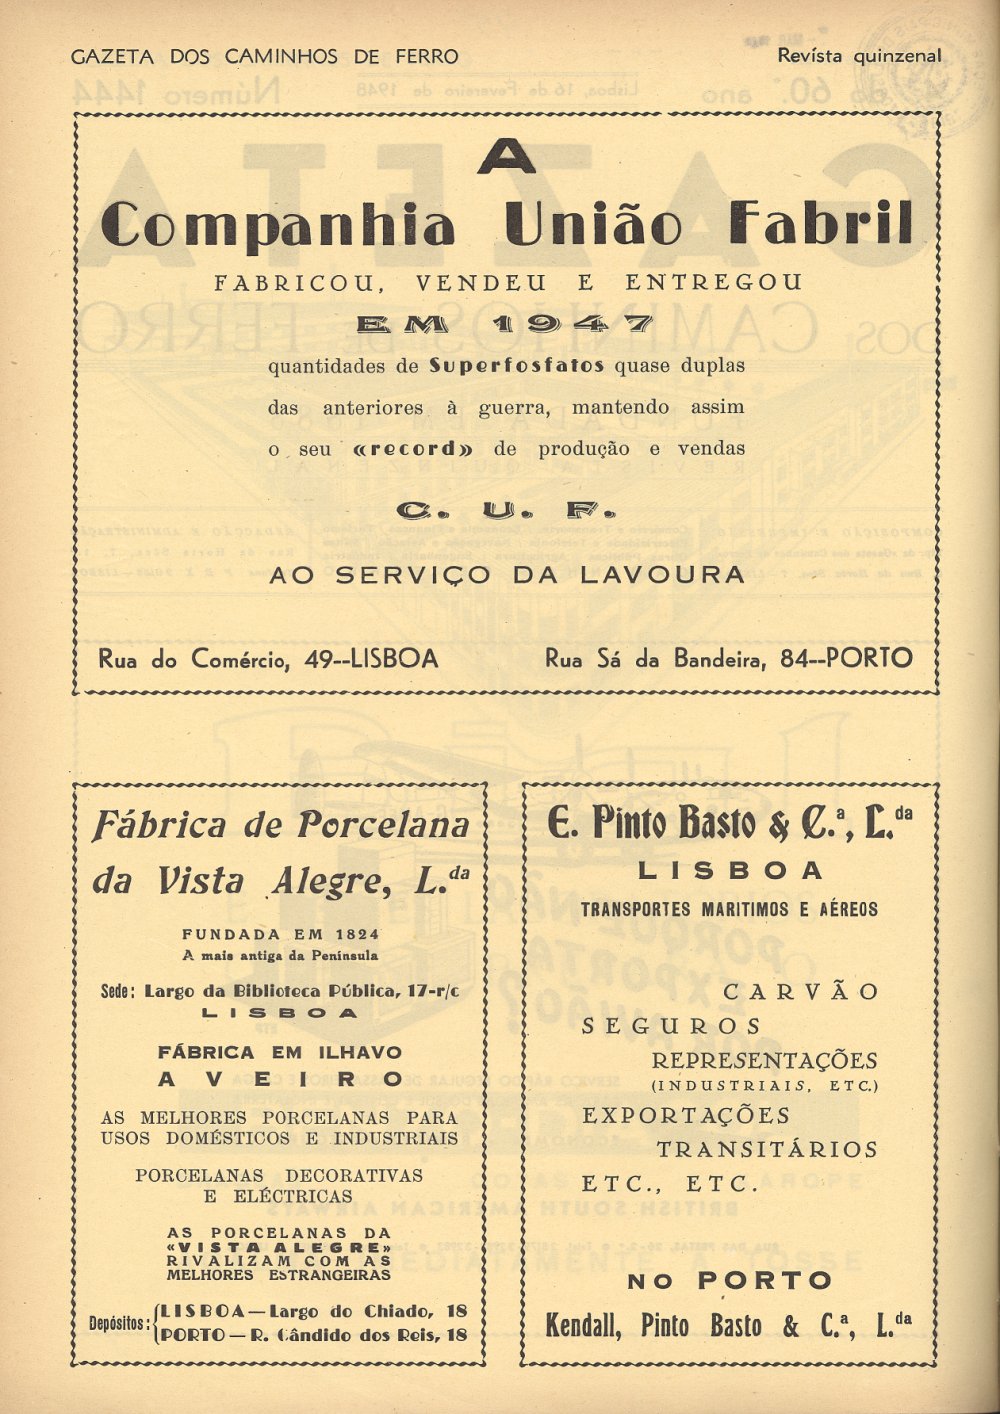 GAZETA DOS CAMINHOS DE FERRO
Revista quinzenal
A
Companhia União Fabril
FABRICOU, VENDEU E ENTREGOU
EM 1947
quantidades de Superfosfatos quase duplas
das anteriores à guerra, mantendo assim
o seu «record» de produção e vendas
C. U. F.
AO SERVIÇO DA LAVOURA
Rua do Comércio, 49--LISBOA
Rua Sá da Bandeira, 84--PORTO
Fábrica de Porcelana
da Vista Alegre, L.da
FUNDADA EM 1824
A mais antiga da Península
Sede: Largo da Biblioteca Pública, 17-r/c
LISBOA
FÁBRICA EM ILHAVO
AVEIRO
AS MELHORES PORCELANAS PARA
USOS DOMÉSTICOS E INDUSTRIAIS
PORCELANAS DECORATIVAS
E ELÉCTRICAS
AS PORCELANAS DA
«VISTA ALEGRE»
RIVALIZAM COM AS
MELHORES ESTRANGEIRAS
Depósitos:
LISBOA—Largo do Chiado, 18
PORTO—R. Cândido dos Reis, 18
E. Pinto Basto & C.ª, L.da
LISBOA
TRANSPORTES MARITIMOS E AÉREOS
CARVÃO
SEGUROS
REPRESENTAÇÕES
(INDUSTRIAIS, ETC.)
EXPORTAÇÕES
TRANSITÁRIOS
ETC., ETC.
NO PORTO
Kendall, Pinto Basto & C.ª, L.da